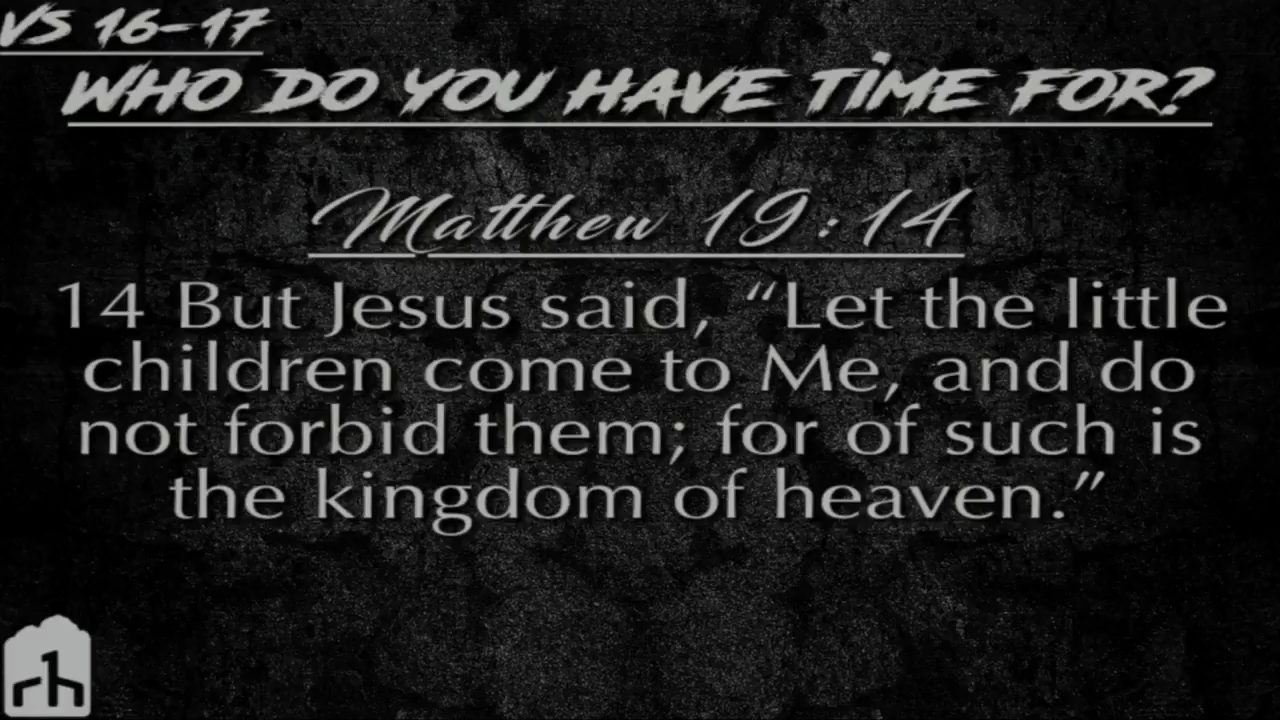 VS 16-17
WHO DO YOU HAVE TIME FOR?
Matthew 19:14
14 But Jesus said, “Let the little
children come to Me, and do
not forbid them; for of such is
the kingdom of heaven.”
rh